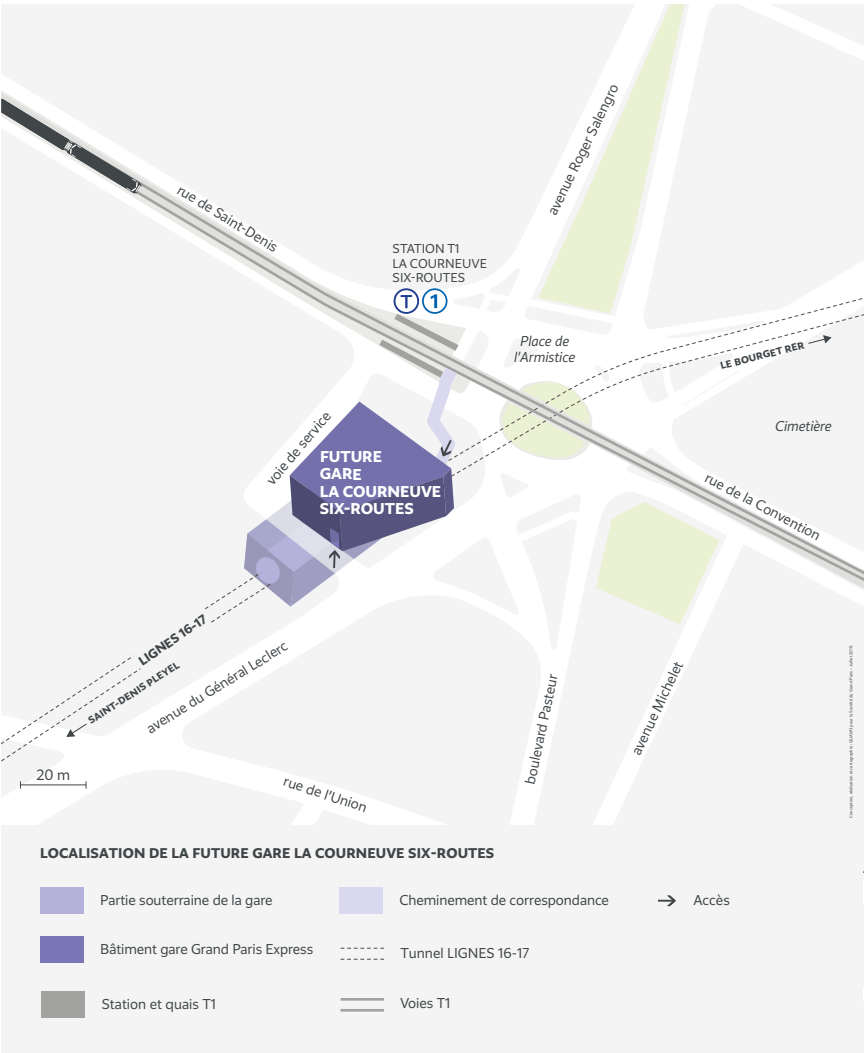 avenue Roger Salengro
rue de Saint-Denis
STATION T1
LA COURNEUVE
SIX-ROUTES
T 1
Place de
l'Armistice
LE BOURGET RER
Cimetière
voie de service
FUTURE
GARE
LA COURNEUVE
SIX-ROUTES
rue de la Convention
LIGNES 16-17
SAINT-DENIS PLEYEL
avenue du Général Leclerc
boulevard Pasteur
avenue Michelet
20 m
rue de l'Union
LOCALISATION DE LA FUTURE GARE LA COURNEUVE SIX-ROUTES
Partie souterraine de la gare
Cheminement de correspondance
Accès
Bâtiment gare Grand Paris Express
Tunnel LIGNES 16-17
Station et quais T1
Voies T1